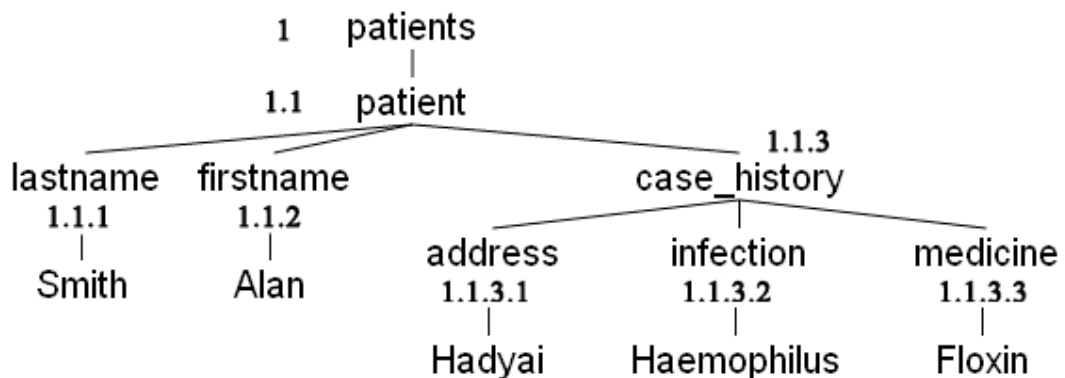 1 patients
1.1 patient
1.1.3
lastname firstname case_history
1.1.1 1.1.2
address infection medicine
Smith Alan 1.1.3.1 1.1.3.2 1.1.3.3
Hadyai Haemophilus Floxin